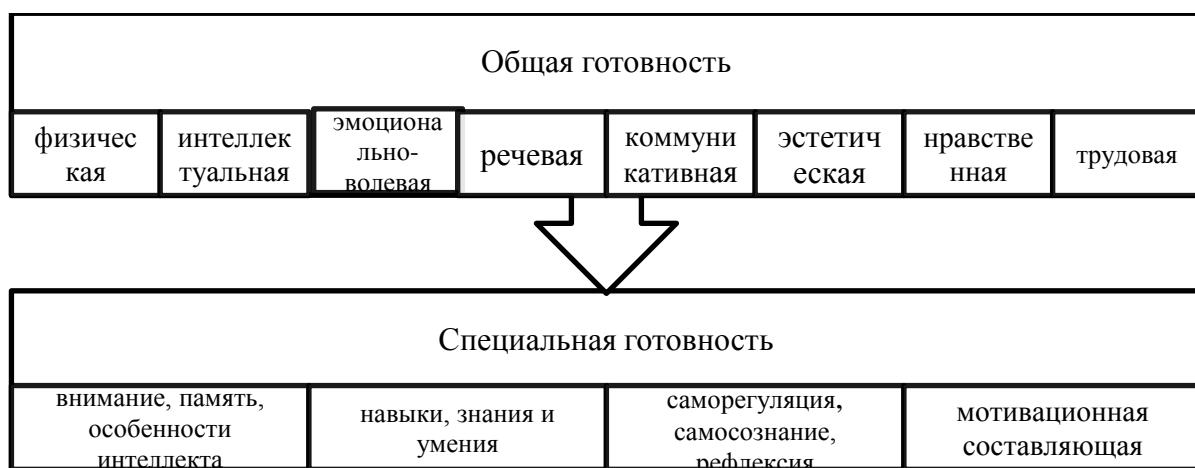 Общая готовность
физичес
кая
интеллек
туальная
эмоциона
льно-
волевая
речевая
коммуни
кативная
эстетич
еская
нравстве
нная
трудовая
Специальная готовность
внимание, память,
особенности
интеллекта
навыки, знания и
умения
саморегуляция,
самосознание,
рефлексия
мотивационная
составляющая